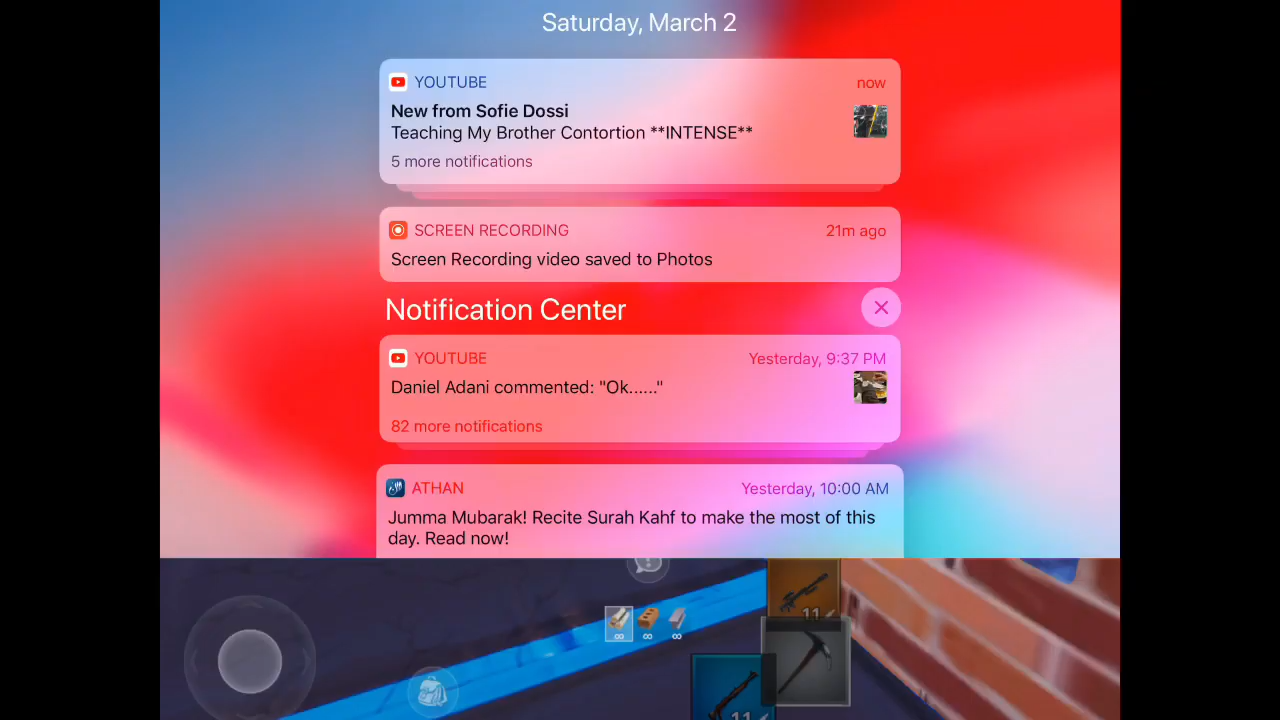 Saturday, March 2
YOUTUBE
now
New from Sofie Dossi
Teaching My Brother Contortion **INTENSE**
5 more notifications
SCREEN RECORDING
21m ago
Screen Recording video saved to Photos
Notification Center
YOUTUBE
Yesterday, 9:37 PM
Daniel Adani commented: "Ok......"
82 more notifications
ATHAN
Yesterday, 10:00 AM
Jumma Mubarak! Recite Surah Kahf to make the most of this
day. Read now!
11
∞ ∞ ∞
11